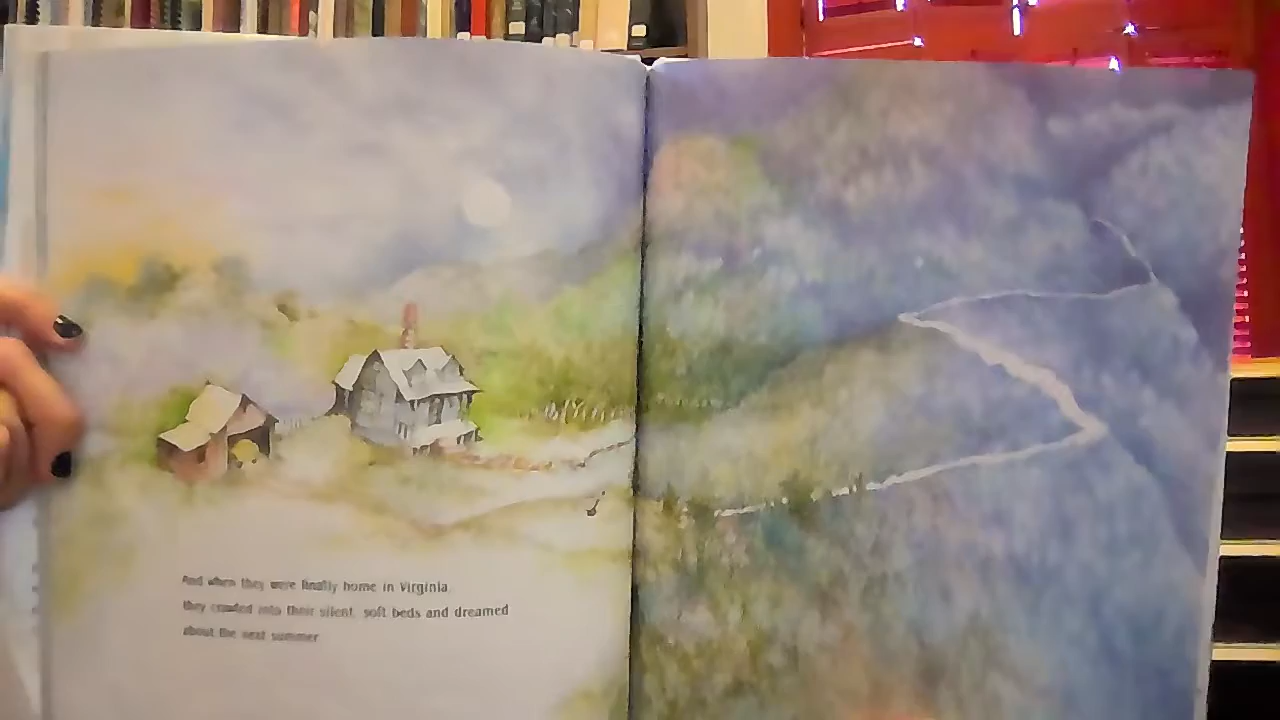 And when they were finally home in Virginia,
they crawled into their silent, soft beds and dreamed
about the next summer.